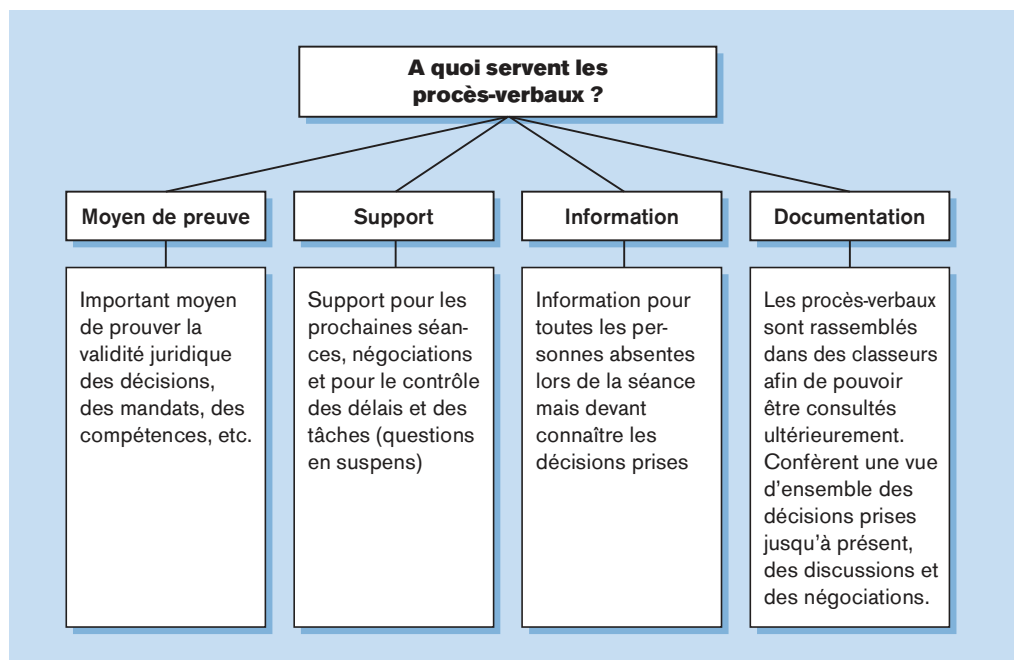 A quoi servent les
procès-verbaux ?
Moyen de preuve
Important moyen
de prouver la
validité juridique
des décisions,
des mandats, des
compétences, etc.
Support
Support pour les
prochaines séan-
ces, négociations
et pour le contrôle
des délais et des
tâches (questions
en suspens)
Information
Information pour
toutes les per-
sonnes absentes
lors de la séance
mais devant
connaître les
décisions prises
Documentation
Les procès-verbaux
sont rassemblés
dans des classeurs
afin de pouvoir
être consultés
ultérieurement.
Confèrent une vue
d'ensemble des
décisions prises
jusqu'à présent,
des discussions et
des négociations.